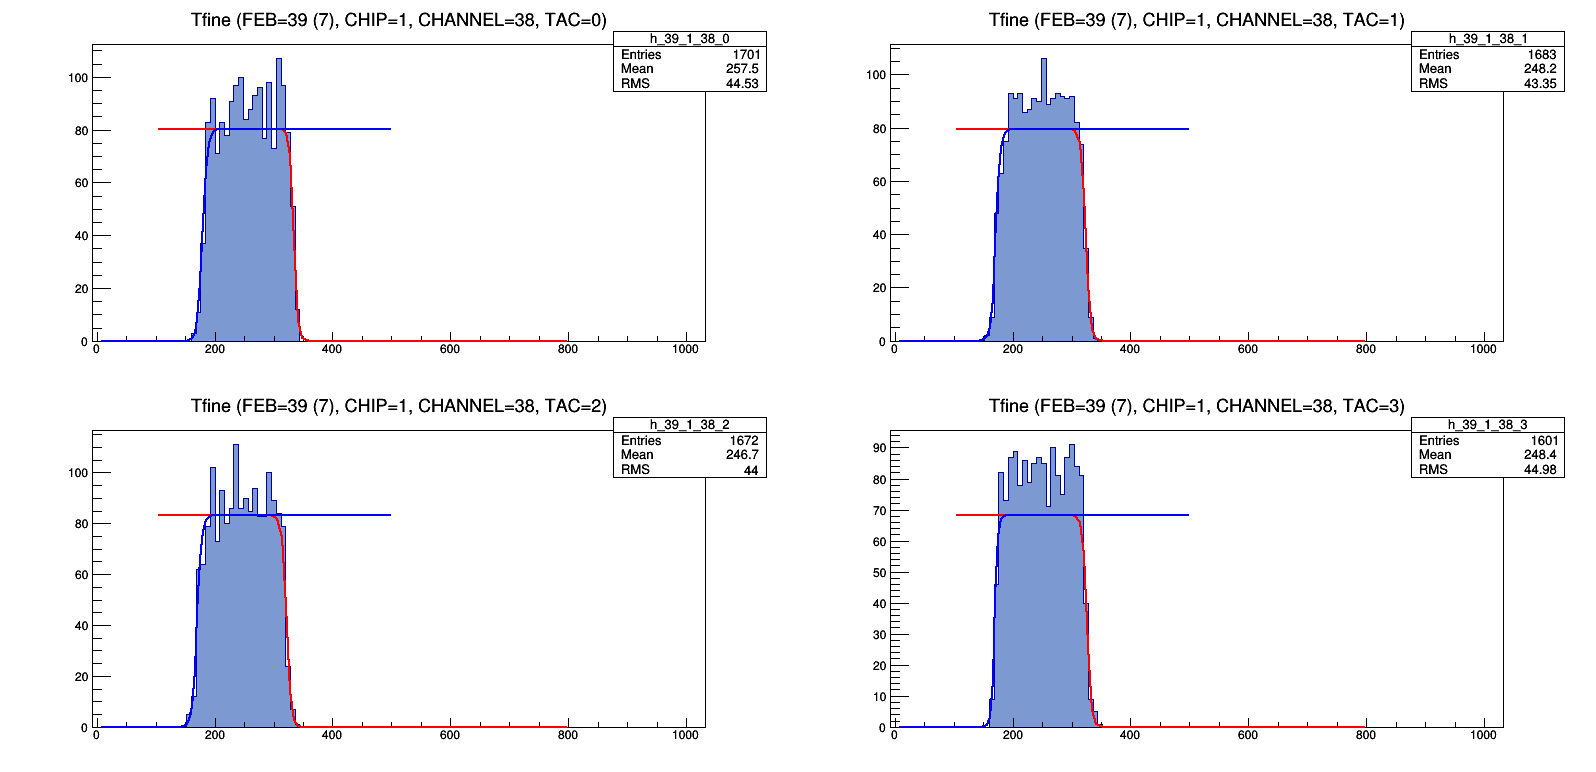 Tfine (FEB=39 (7), CHIP=1, CHANNEL=38, TAC=0)
h_39_1_38_0
Entries 1701
Mean 257.5
RMS 44.53
100
80
60
40
20
0
0 200 400 600 800 1000
Tfine (FEB=39 (7), CHIP=1, CHANNEL=38, TAC=1)
h_39_1_38_1
Entries 1683
Mean 248.2
RMS 43.35
100
80
60
40
20
0
0 200 400 600 800 1000
Tfine (FEB=39 (7), CHIP=1, CHANNEL=38, TAC=2)
h_39_1_38_2
Entries 1672
Mean 246.7
RMS 44
100
80
60
40
20
0
0 200 400 600 800 1000
Tfine (FEB=39 (7), CHIP=1, CHANNEL=38, TAC=3)
h_39_1_38_3
Entries 1601
Mean 248.4
RMS 44.98
90
80
70
60
50
40
30
20
10
0
0 200 400 600 800 1000